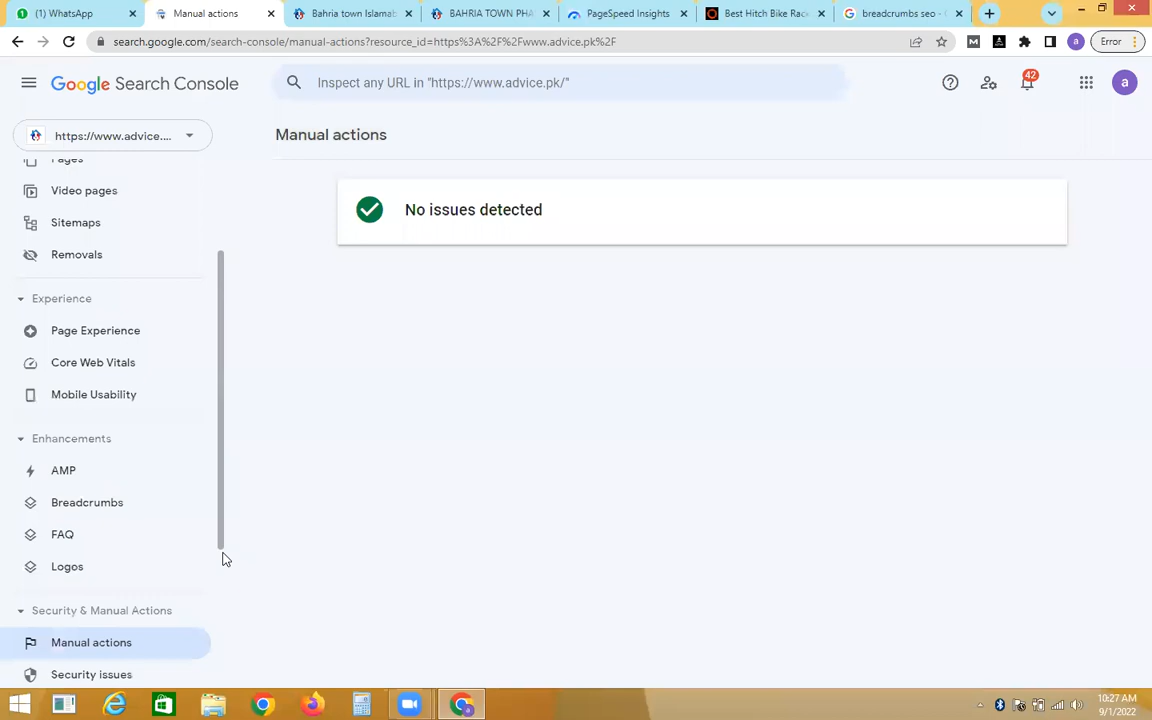 (1) WhatsApp
Manual actions
Bahria town Islamab
BAHRIA TOWN PHA
PageSpeed Insights
Best Hitch Bike Rac
breadcrumbs seo -
search.google.com/search-console/manual-actions?resource_id=https%3A%2F%2Fwww.advice.pk%2F
M
a
Error
Google Search Console
Inspect any URL in "https://www.advice.pk/"
42
a
https://www.advice....
Manual actions
Pages
No issues detected
Video pages
Sitemaps
Removals
Experience
Page Experience
Core Web Vitals
Mobile Usability
Enhancements
AMP
Breadcrumbs
FAQ
Logos
Security & Manual Actions
Manual actions
Security issues
10:27 AM
9/1/2022